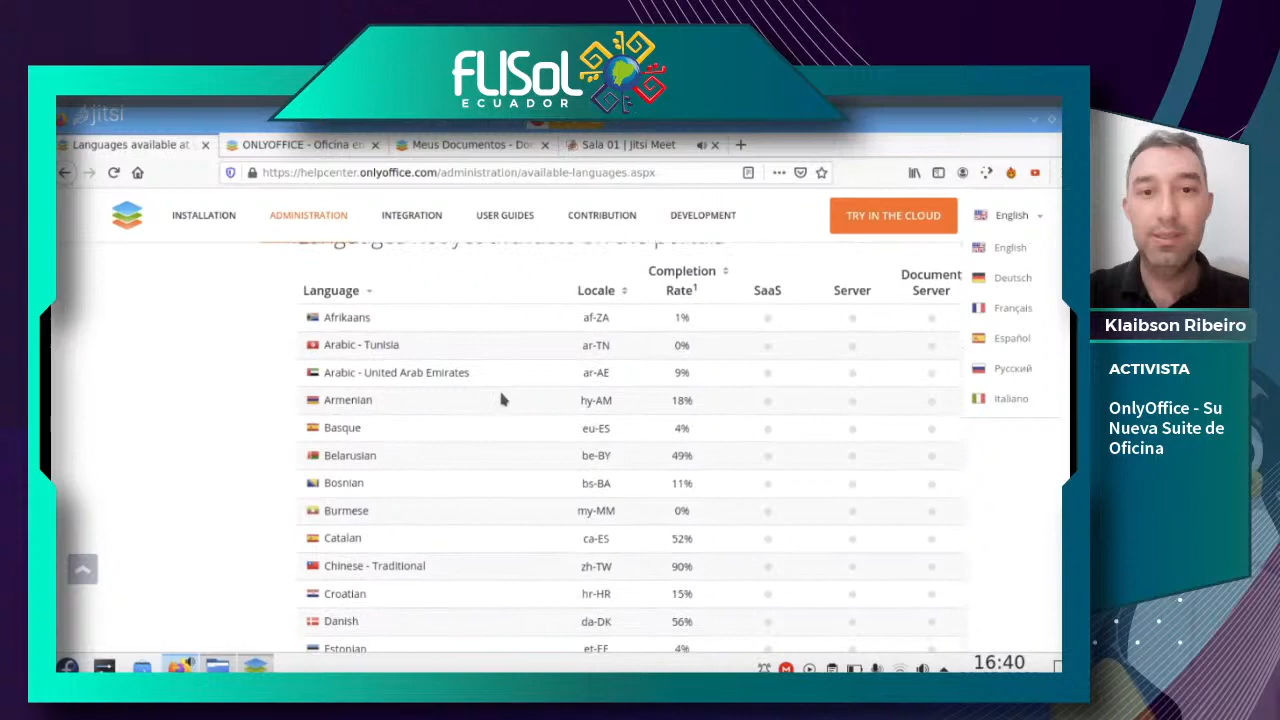 FLISoL
ECUADOR
jitsi
Languages available at
ONLYOFFICE - Oficina en
Meus Documentos - Do
Sala 01 | Jitsi Meet
https://helpcenter.onlyoffice.com/administration/available-languages.aspx
INSTALLATION ADMINISTRATION INTEGRATION USER GUIDES CONTRIBUTION DEVELOPMENT TRY IN THE CLOUD English
English
Deutsch
Français
Español
Русский
Italiano
Language Locale Completion Rate¹ SaaS Server Document Server
Afrikaans af-ZA 1%
Arabic - Tunisia ar-TN 0%
Arabic - United Arab Emirates ar-AE 9%
Armenian hy-AM 18%
Basque eu-ES 4%
Belarusian be-BY 49%
Bosnian bs-BA 11%
Burmese my-MM 0%
Catalan ca-ES 52%
Chinese - Traditional zh-TW 90%
Croatian hr-HR 15%
Danish da-DK 56%
Estonian et-EE 4%
16:40
Klaibson Ribeiro
ACTIVISTA
OnlyOffice - Su
Nueva Suite de
Oficina